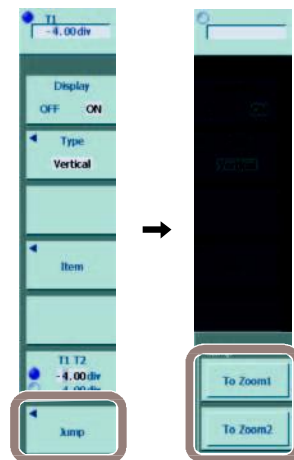 T1
-4.00div
Display
OFF ON
Type
Vertical
Item
T1 T2
-4.00div
Jump
To Zoom1
To Zoom2